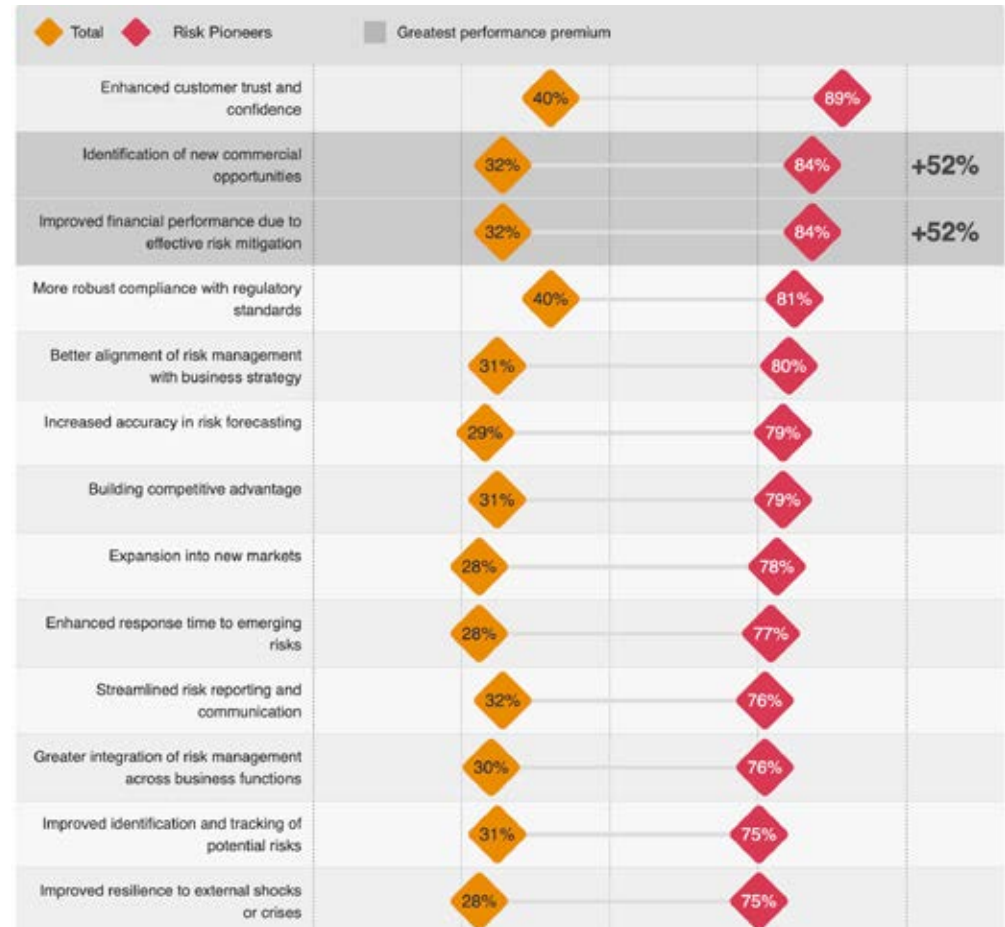 Total Risk Pioneers Greatest performance premium
Enhanced customer trust and
confidence
40% 89%
Identification of new commercial
opportunities
32% 84% +52%
Improved financial performance due to
effective risk mitigation
32% 84% +52%
More robust compliance with regulatory
standards
40% 81%
Better alignment of risk management
with business strategy
31% 80%
Increased accuracy in risk forecasting
29% 79%
Building competitive advantage
31% 79%
Expansion into new markets
28% 78%
Enhanced response time to emerging
risks
28% 77%
Streamlined risk reporting and
communication
32% 76%
Greater integration of risk management
across business functions
30% 76%
Improved identification and tracking of
potential risks
31% 75%
Improved resilience to external shocks
or crises
28% 75%